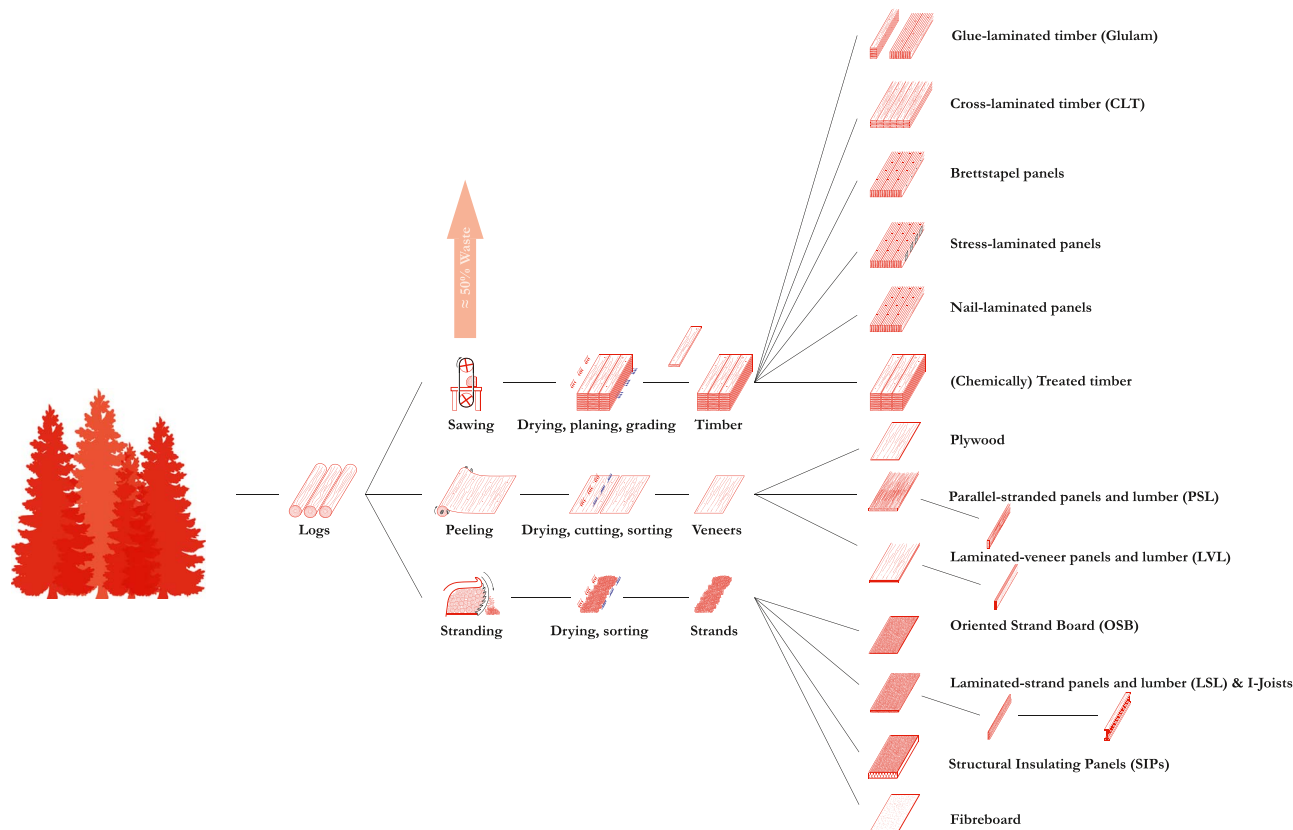 Glue-laminated timber (Glulam)
Cross-laminated timber (CLT)
Brettstapel panels
Stress-laminated panels
≈ 50% Waste
Nail-laminated panels
(Chemically) Treated timber
Sawing
Drying, planing, grading
Timber
Plywood
Parallel-stranded panels and lumber (PSL)
Logs
Peeling
Drying, cutting, sorting
Veneers
Laminated-veneer panels and lumber (LVL)
Oriented Strand Board (OSB)
Stranding
Drying, sorting
Strands
Laminated-strand panels and lumber (LSL) & I-Joists
Structural Insulating Panels (SIPs)
Fibreboard